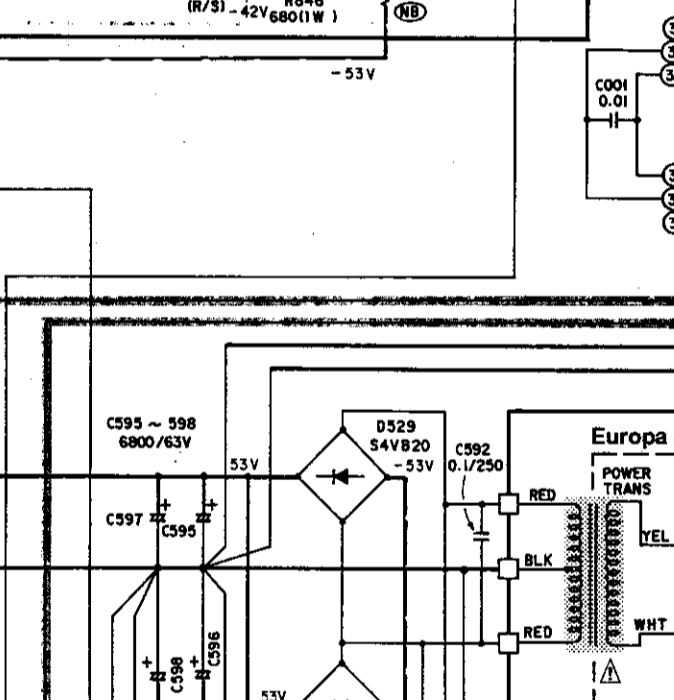 (R/S) -42V
680(1W )
NB
-53V
C001
0.01
C595 ~ 598
6800/63V
D529
S4VB20
53V
-53V
C592
0.1/250
Europa
POWER
TRANS
RED
C597
C595
YEL
BLK
RED
WHT
C598
C596
53V